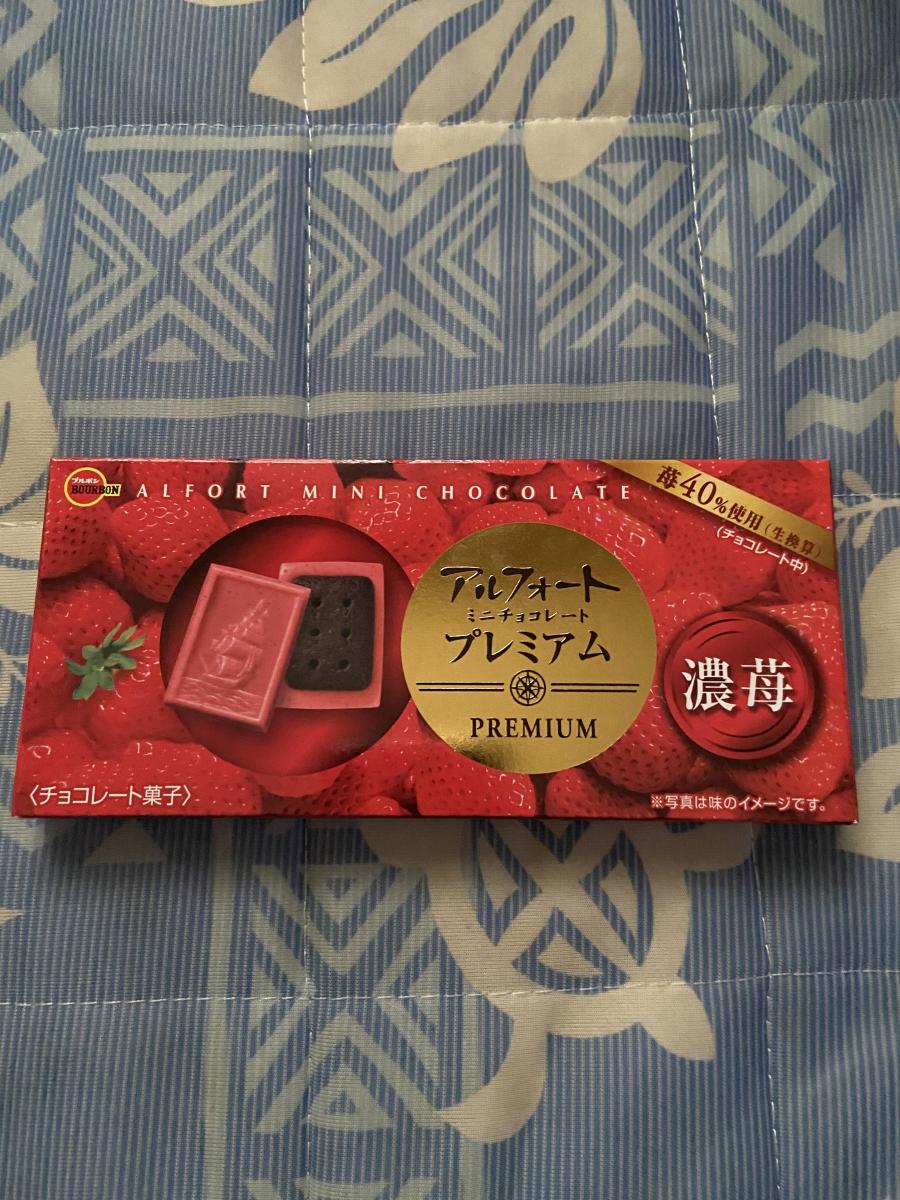 ブルボン
BOURBON
ALFORT MINI CHOCOLATE
苺40%使用(生換算)
(チョコレート中)
アルフォート
ミニチョコレート
プレミアム
PREMIUM
濃苺
〈チョコレート菓子〉
※写真は味のイメージです。